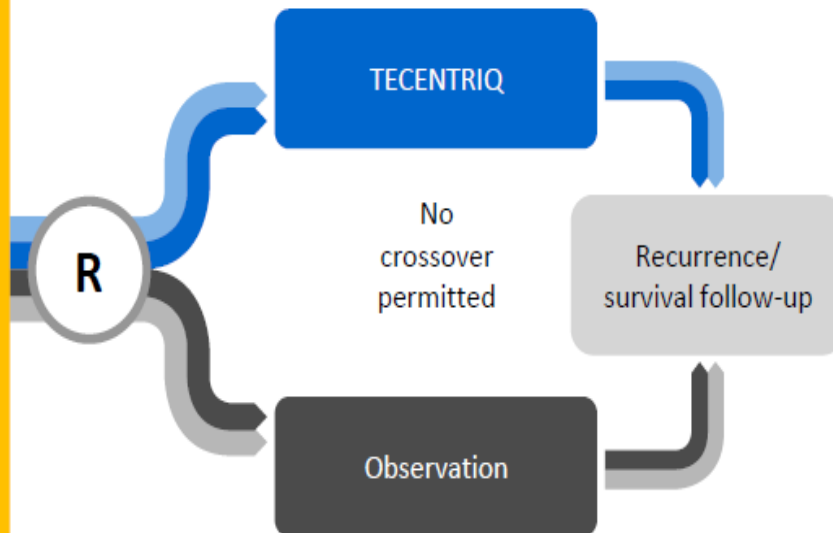 TECENTRIQ
R
No
crossover
permitted
Recurrence/
survival follow-up
Observation